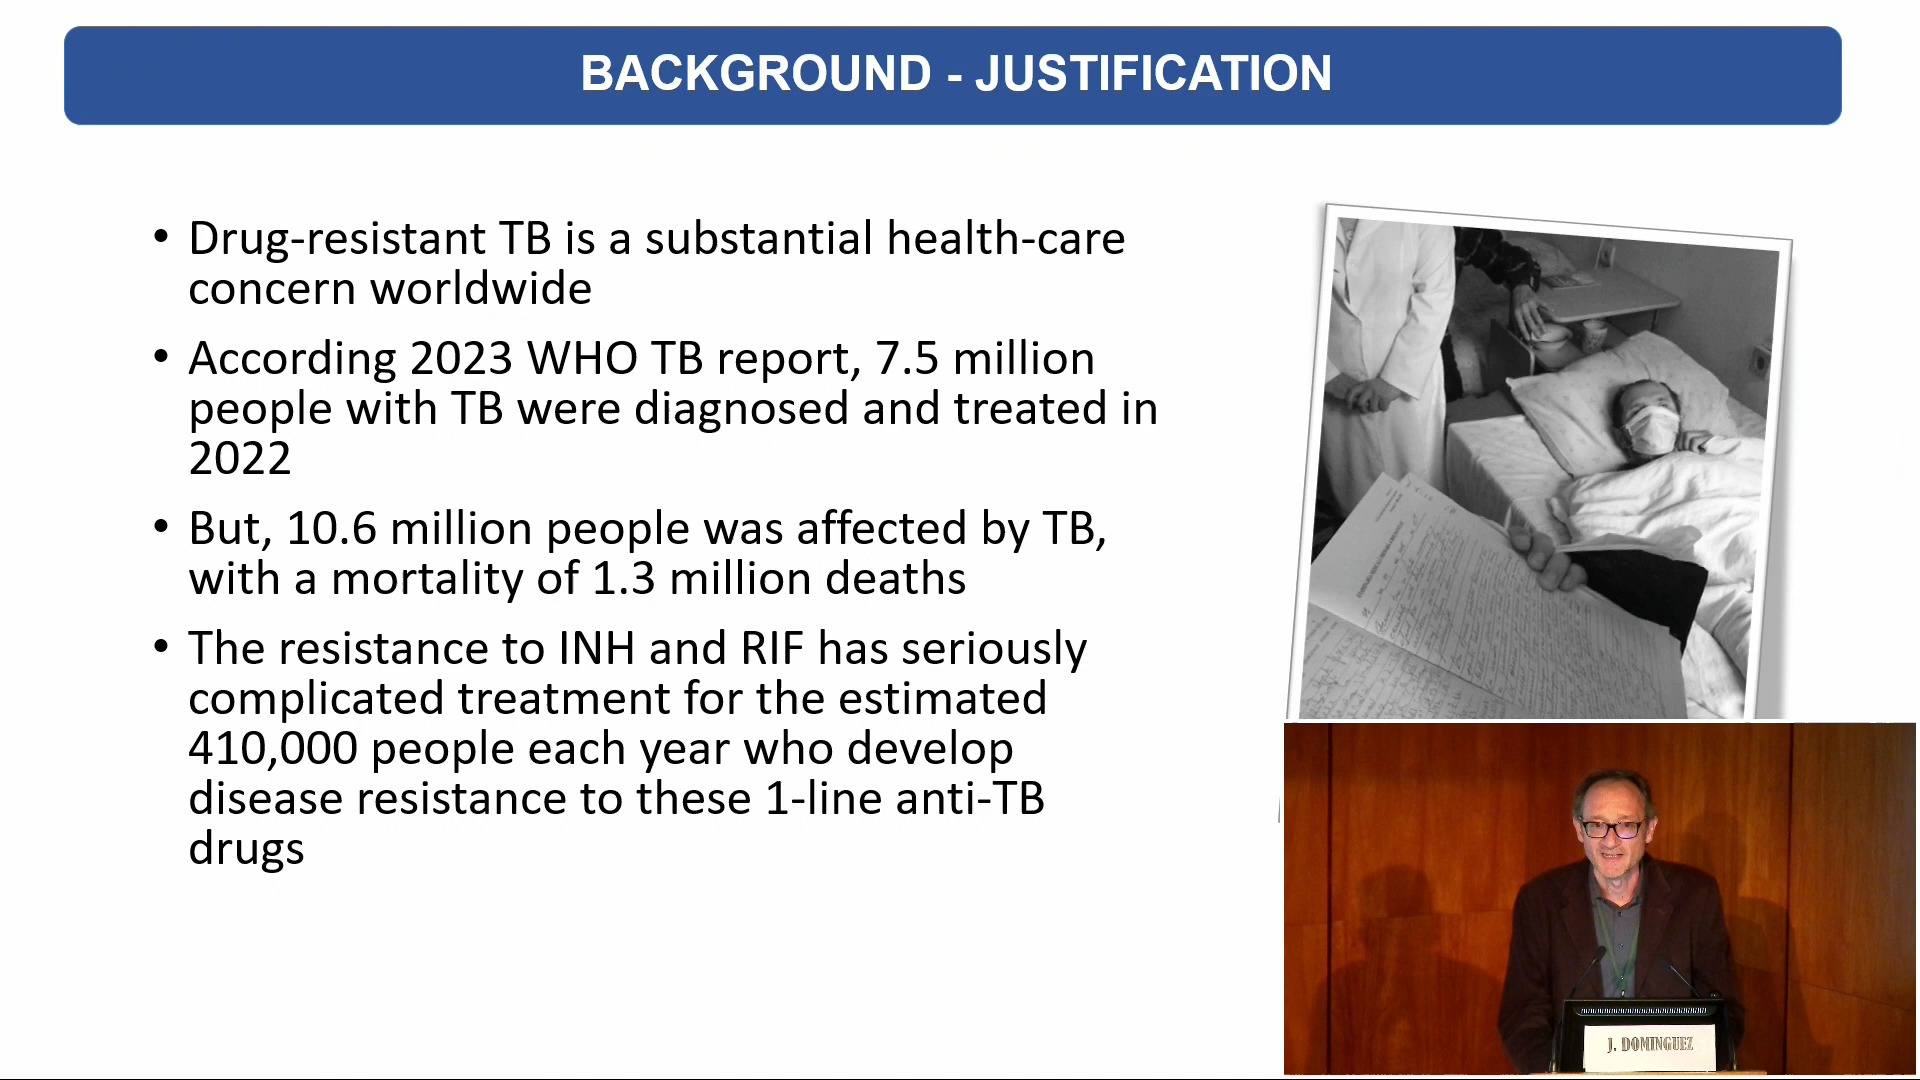 BACKGROUND - JUSTIFICATION
• Drug-resistant TB is a substantial health-care
concern worldwide
• According 2023 WHO TB report, 7.5 million
people with TB were diagnosed and treated in
2022
• But, 10.6 million people was affected by TB,
with a mortality of 1.3 million deaths
• The resistance to INH and RIF has seriously
complicated treatment for the estimated
410,000 people each year who develop
disease resistance to these 1-line anti-TB
drugs
J. DOMINGUEZ